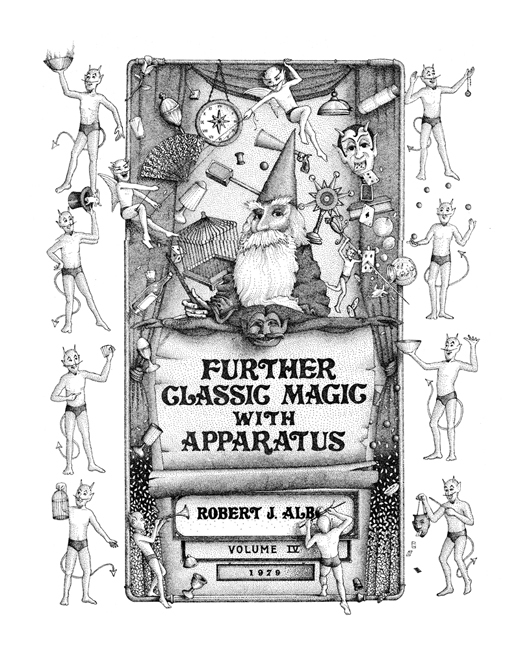 FURTHER
CLASSIC MAGIC
WITH
APPARATUS
ROBERT J. ALB
VOLUME IV
1979